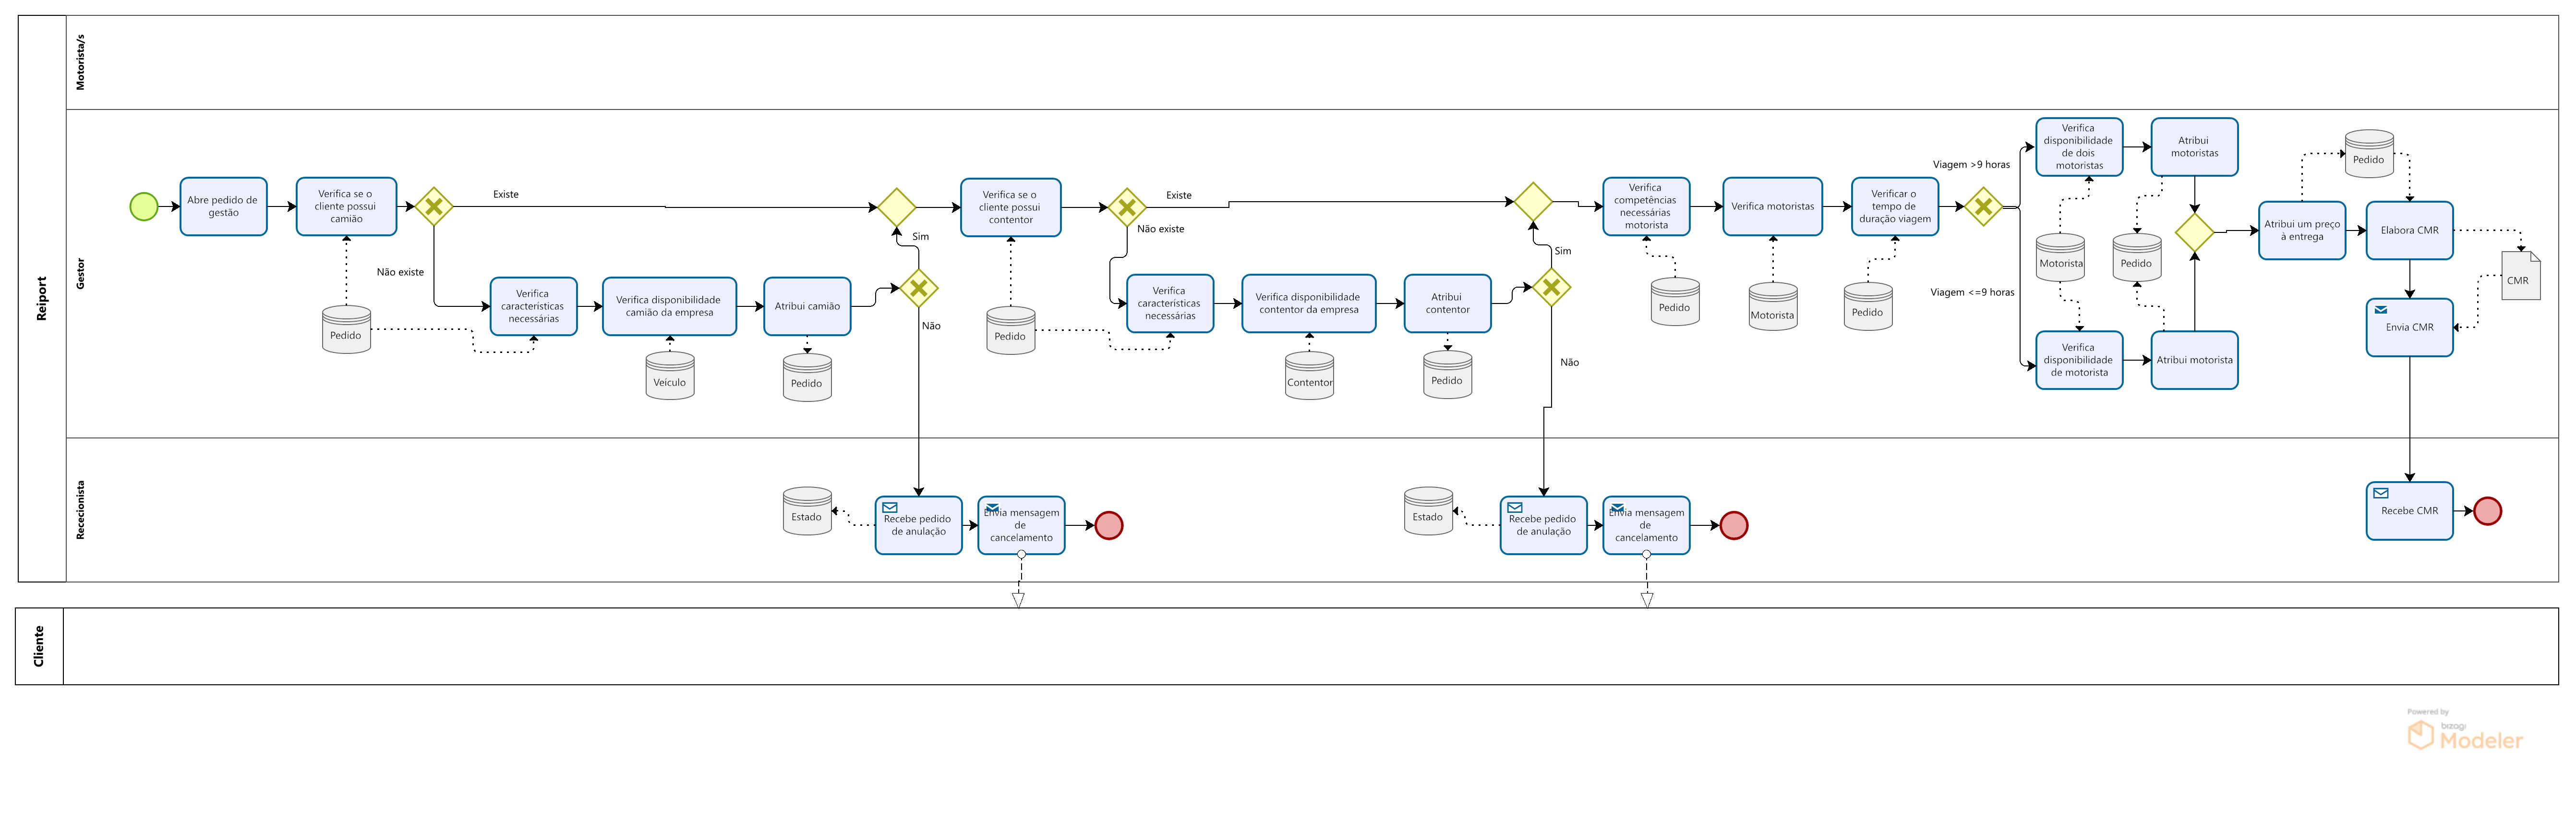 Reiport
Motorista/s
Gestor
Rececionista
Abre pedido de
gestão
Verifica se o
cliente possui
camião
Existe
Não existe
Pedido
Verifica
características
necessárias
Verifica disponibilidade
camião da empresa
Veículo
Atribui camião
Pedido
Sim
Não
Verifica se o
cliente possui
contentor
Existe
Não existe
Pedido
Verifica
características
necessárias
Verifica disponibilidade
contentor da empresa
Contentor
Atribui
contentor
Pedido
Sim
Não
Verifica
competências
necessárias
motorista
Pedido
Verifica motoristas
Motorista
Verificar o
tempo de
duração viagem
Pedido
Viagem >9 horas
Viagem <=9 horas
Verifica
disponibilidade
de dois
motoristas
Atribui
motoristas
Motorista
Pedido
Verifica
disponibilidade
de motorista
Atribui motorista
Atribui um preço
à entrega
Pedido
Elabora CMR
CMR
Envia CMR
Estado
Recebe pedido
de anulação
Envia mensagem
de
cancelamento
Estado
Recebe pedido
de anulação
Envia mensagem
de
cancelamento
Recebe CMR
Cliente
Powered by
bizagi
Modeler